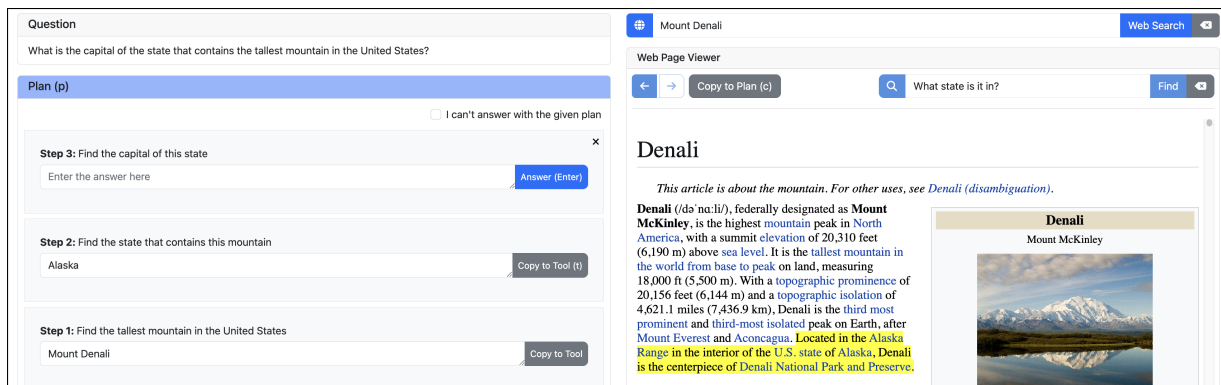 Question
What is the capital of the state that contains the tallest mountain in the United States?
Plan (p)
I can't answer with the given plan
Step 3: Find the capital of this state
Enter the answer here
Answer (Enter)
Step 2: Find the state that contains this mountain
Alaska
Copy to Tool (t)
Step 1: Find the tallest mountain in the United States
Mount Denali
Copy to Tool
Mount Denali
Web Search
Web Page Viewer
Copy to Plan (c)
What state is it in?
Find
Denali
This article is about the mountain. For other uses, see Denali (disambiguation).
Denali (/dəˈnɑːli/), federally designated as Mount
McKinley, is the highest mountain peak in North
America, with a summit elevation of 20,310 feet
(6,190 m) above sea level. It is the tallest mountain in
the world from base to peak on land, measuring
18,000 ft (5,500 m). With a topographic prominence of
20,156 feet (6,144 m) and a topographic isolation of
4,621.1 miles (7,436.9 km), Denali is the third most
prominent and third-most isolated peak on Earth, after
Mount Everest and Aconcagua. Located in the Alaska
Range in the interior of the U.S. state of Alaska, Denali
is the centerpiece of Denali National Park and Preserve.
Denali
Mount McKinley